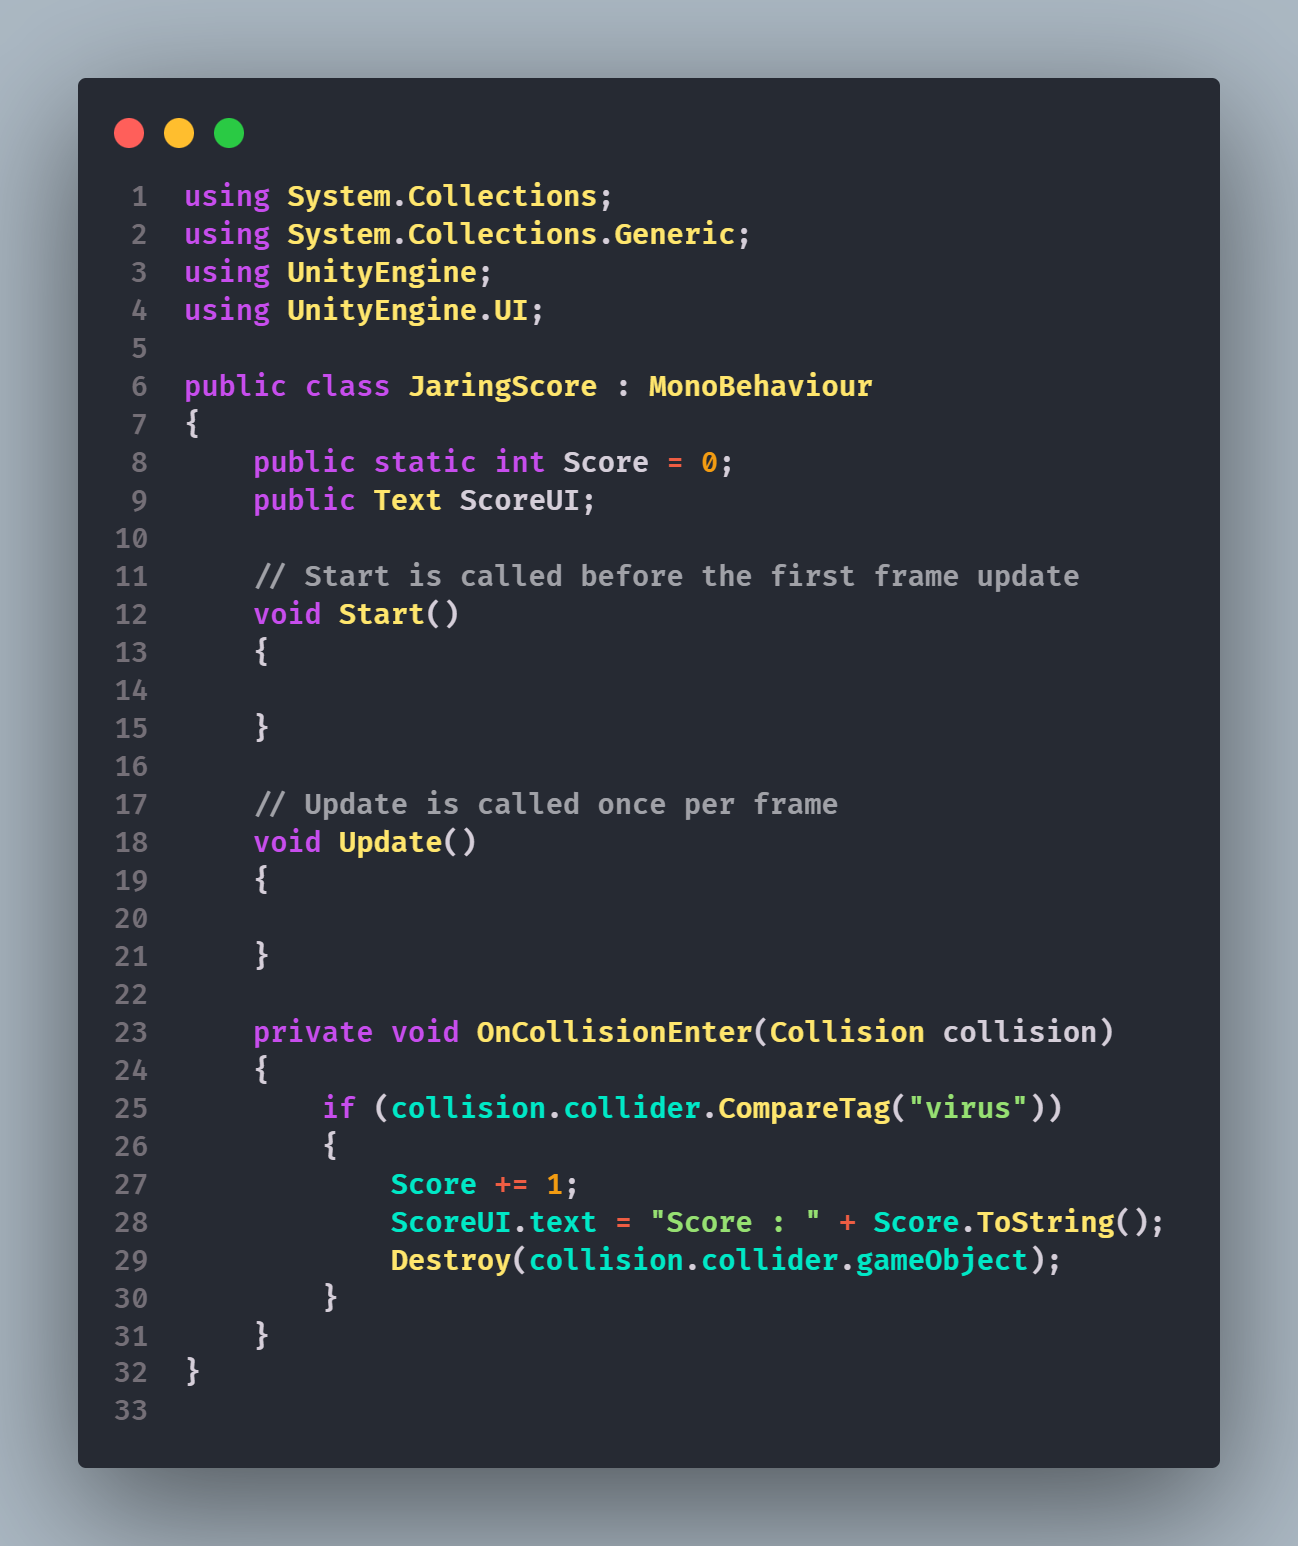 1 using System.Collections;
2 using System.Collections.Generic;
3 using UnityEngine;
4 using UnityEngine.UI;
5
6 public class JaringScore : MonoBehaviour
7 {
8     public static int Score = 0;
9     public Text ScoreUI;
10
11     // Start is called before the first frame update
12     void Start()
13     {
14
15     }
16
17     // Update is called once per frame
18     void Update()
19     {
20
21     }
22
23     private void OnCollisionEnter(Collision collision)
24     {
25         if (collision.collider.CompareTag("virus"))
26         {
27             Score += 1;
28             ScoreUI.text = "Score : " + Score.ToString();
29             Destroy(collision.collider.gameObject);
30         }
31     }
32 }
33